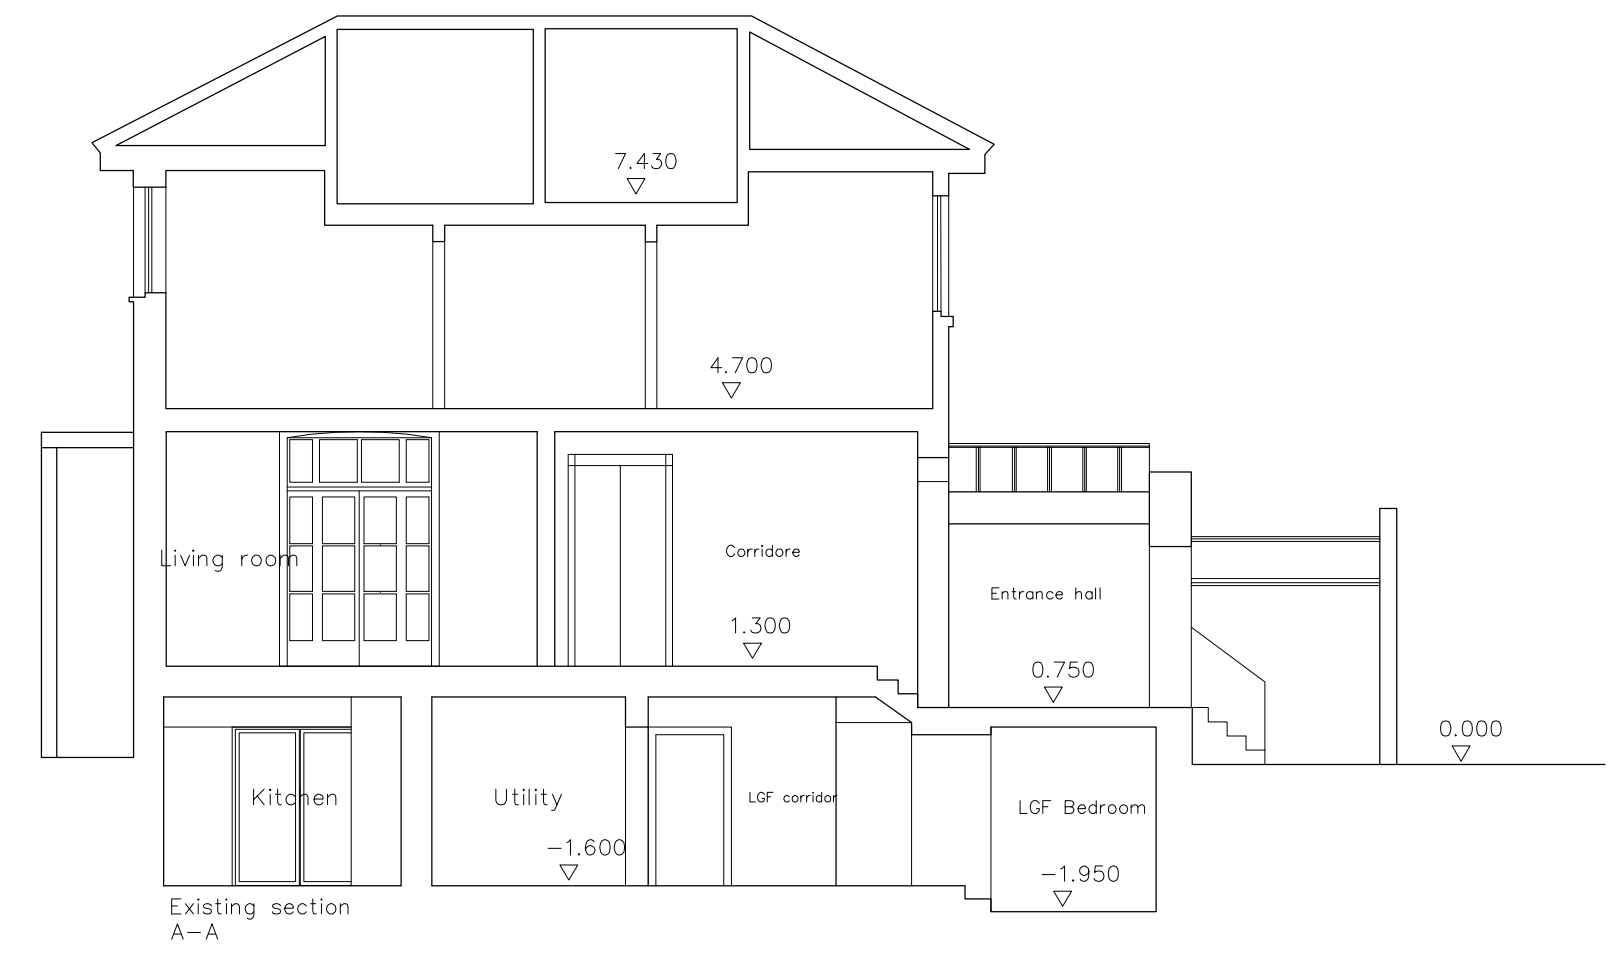 7.430
4.700
Living room
Corridore
Entrance hall
1.300
0.750
0.000
Kitchen
Utility
LGF corridor
LGF Bedroom
-1.600
-1.950
Existing section
A-A